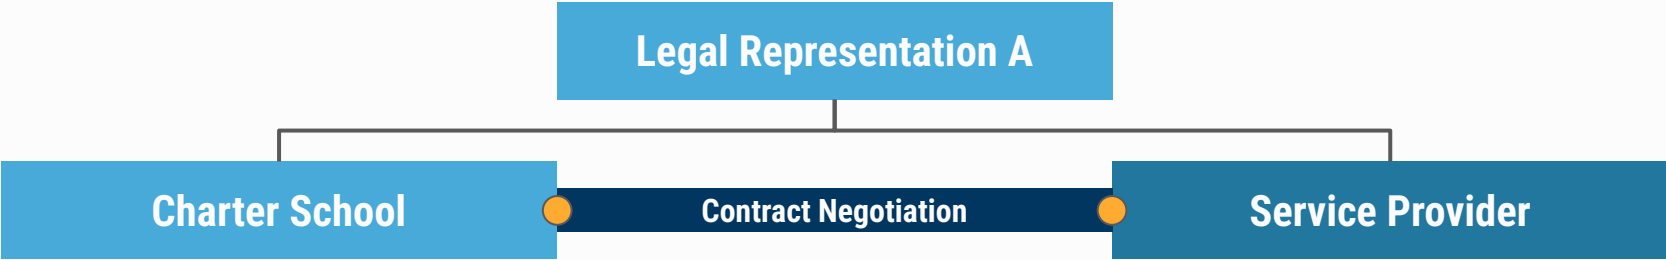 Legal Representation A
Charter School
Contract Negotiation
Service Provider